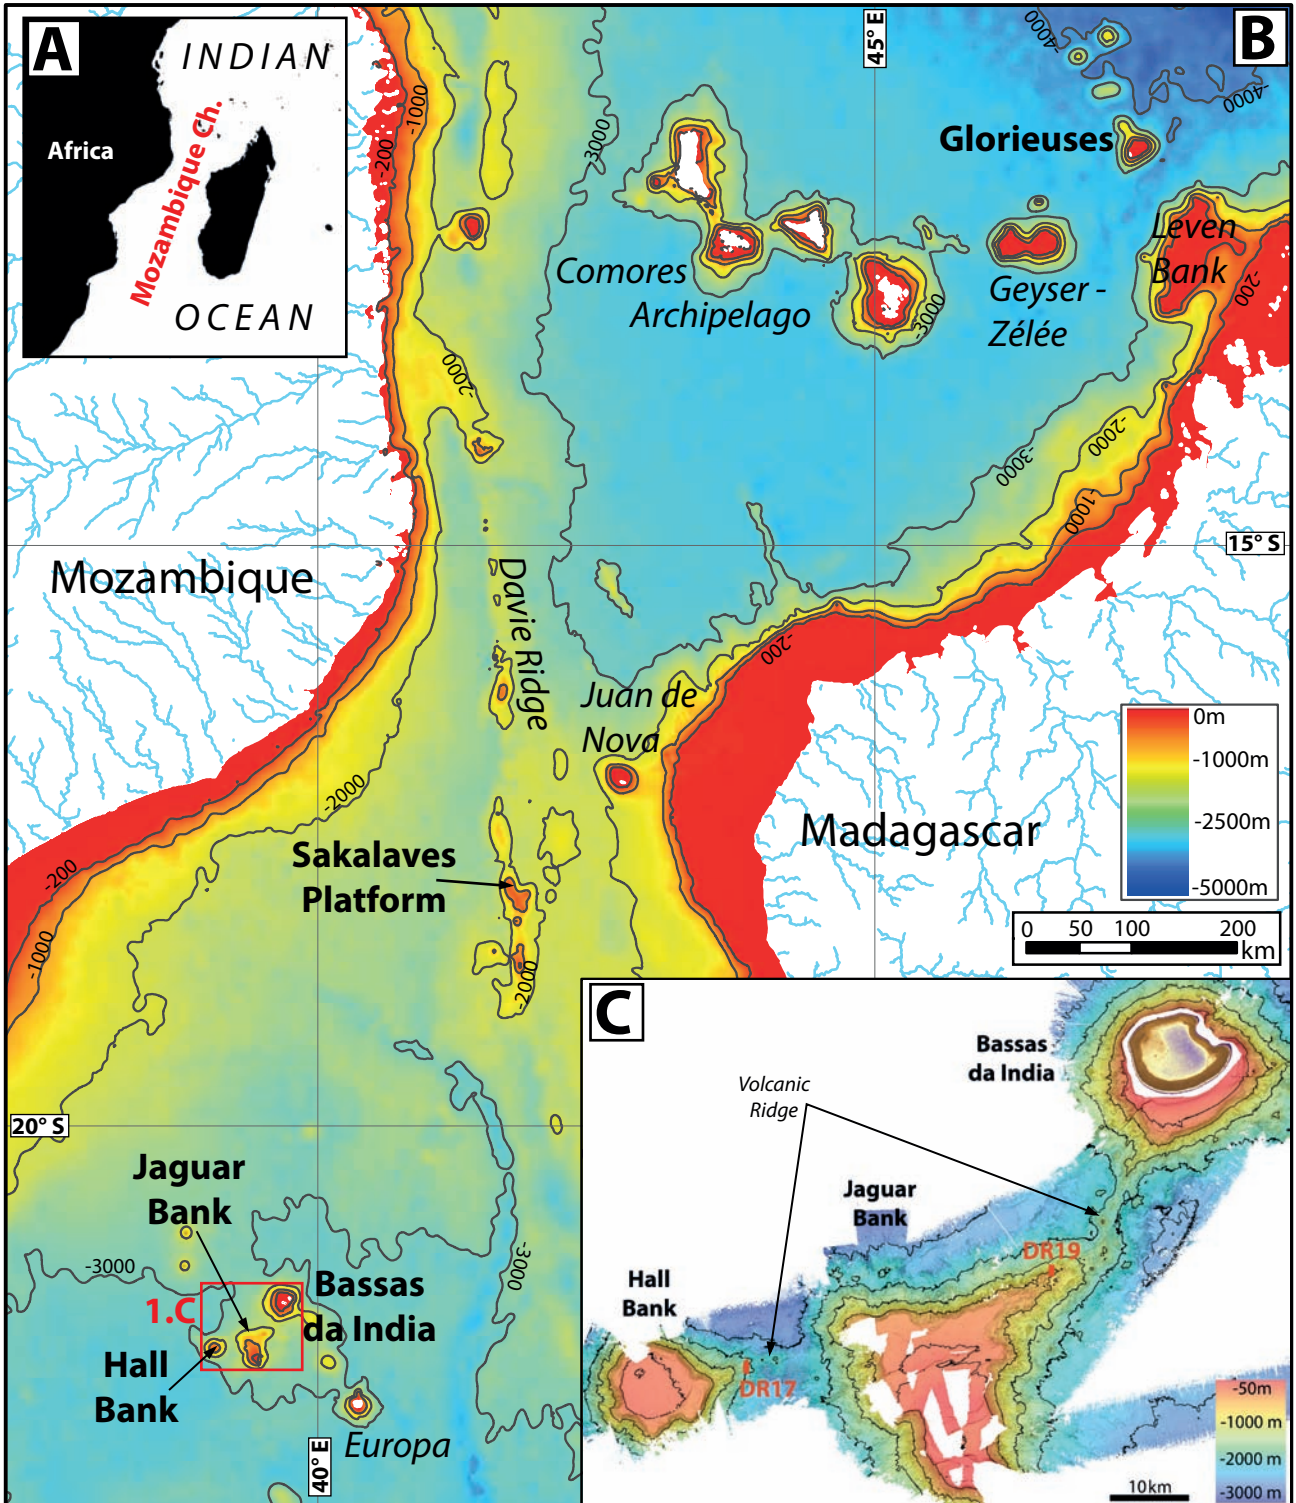 A
INDIAN
Africa
Mozambique Ch.
OCEAN
B
45° E
-4000
-4000
-4000
-1000
-200
-3000
Glorieuses
Leven
Bank
-200
Comores
Archipelago
Geyser -
Zélée
-3000
-2000
-2000
-3000
-1000
15° S
Mozambique
Davie Ridge
-200
Juan de
Nova
0m
-1000m
-2500m
-5000m
-2000
Madagascar
Sakalaves
Platform
-200
0 50 100 200
km
-1000
-2000
C
Bassas
da India
Volcanic
Ridge
20° S
Jaguar
Bank
Jaguar
Bank
DR19
-3000
-3000
Hall
Bank
1.C
Bassas
da India
Hall
Bank
DR17
-50m
-1000 m
-2000 m
-3000 m
Europa
40° E
10km